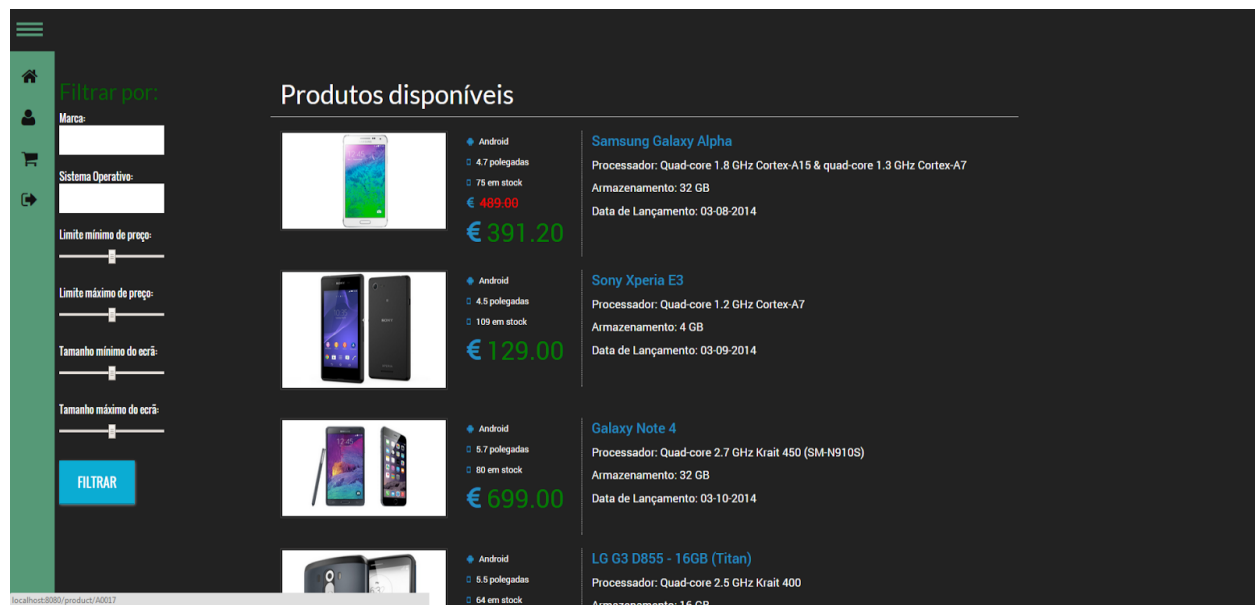 Filtrar por:
Marca:
Sistema Operativo:
Limite mínimo de preço:
Limite máximo de preço:
Tamanho mínimo do ecrã:
Tamanho máximo do ecrã:
FILTRAR
Produtos disponíveis
Android
4.7 polegadas
75 em stock
€ 489.00
€ 391.20
Samsung Galaxy Alpha
Processador: Quad-core 1.8 GHz Cortex-A15 & quad-core 1.3 GHz Cortex-A7
Armazenamento: 32 GB
Data de Lançamento: 03-08-2014
Android
4.5 polegadas
109 em stock
€ 129.00
Sony Xperia E3
Processador: Quad-core 1.2 GHz Cortex-A7
Armazenamento: 4 GB
Data de Lançamento: 03-09-2014
Android
5.7 polegadas
80 em stock
€ 699.00
Galaxy Note 4
Processador: Quad-core 2.7 GHz Krait 450 (SM-N910S)
Armazenamento: 32 GB
Data de Lançamento: 03-10-2014
Android
5.5 polegadas
64 em stock
LG G3 D855 - 16GB (Titan)
Processador: Quad-core 2.5 GHz Krait 400
Armazenamento: 16 GB
localhost:8080/product/A0017